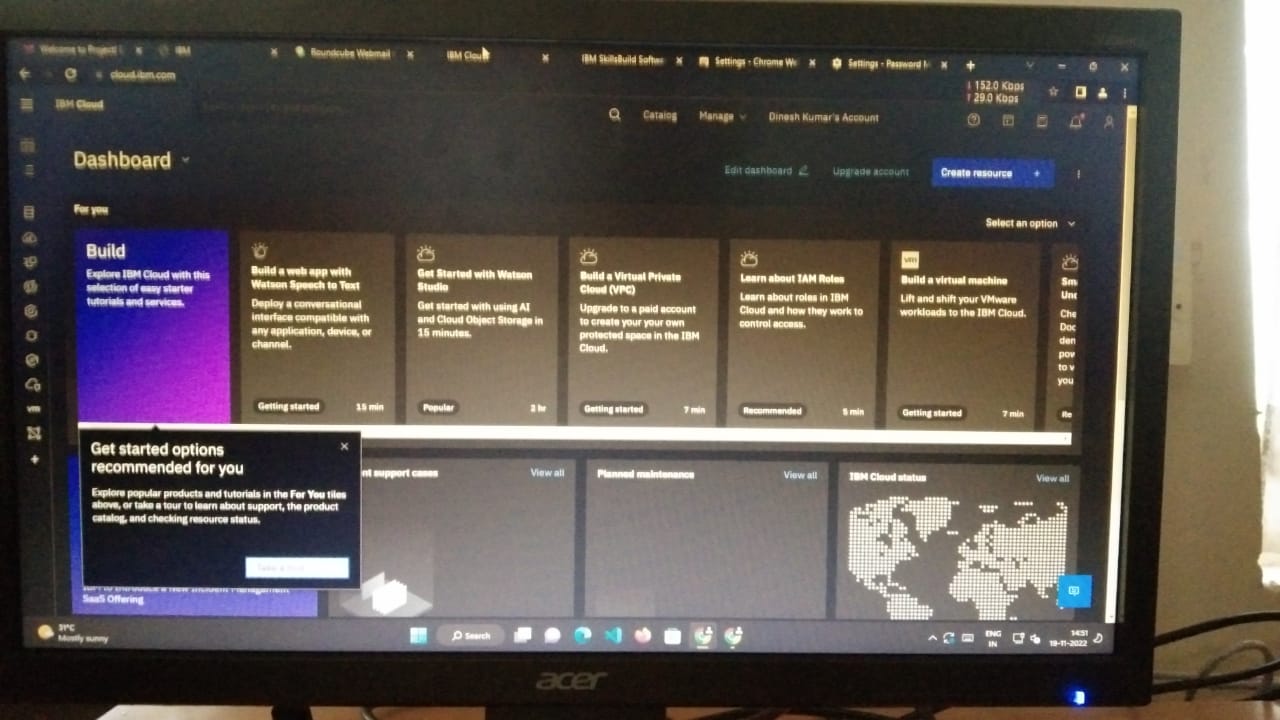 Welcome to Project
IBM
Roundcube Webmail
IBM Cloud
IBM SkillsBuild Softwa
Settings - Chrome We
Settings - Password M
cloud.ibm.com
152.0 Kbps
29.0 Kbps
IBM Cloud
Catalog
Manage
Dinesh Kumar's Account
Dashboard
Edit dashboard
Upgrade account
Create resource +
For you
Select an option
Build
Explore IBM Cloud with this
selection of easy starter
tutorials and services.
Build a web app with
Watson Speech to Text
Deploy a conversational
interface compatible with
any application, device, or
channel.
Getting started 15 min
Get Started with Watson
Studio
Get started with using AI
and Cloud Object Storage in
15 minutes.
Popular 2 hr
Build a Virtual Private
Cloud (VPC)
Upgrade to a paid account
to create your your own
protected space in the IBM
Cloud.
Getting started 7 min
Learn about IAM Roles
Learn about roles in IBM
Cloud and how they work to
control access.
Recommended 5 min
vm
Build a virtual machine
Lift and shift your VMware
workloads to the IBM Cloud.
Getting started 7 min
Sm
Unc
Che
Doc
den
pow
to v
you
Re
vm
Get started options
recommended for you
Explore popular products and tutorials in the For You tiles
above, or take a tour to learn about support, the product
catalog, and checking resource status.
Take a tour
nt support cases
View all
Planned maintenance
View all
IBM Cloud status
View all
IBM to Introduce a New Incident Management
SaaS Offering
31°C
Mostly sunny
Search
ENG
IN
14:51
19-11-2022
acer